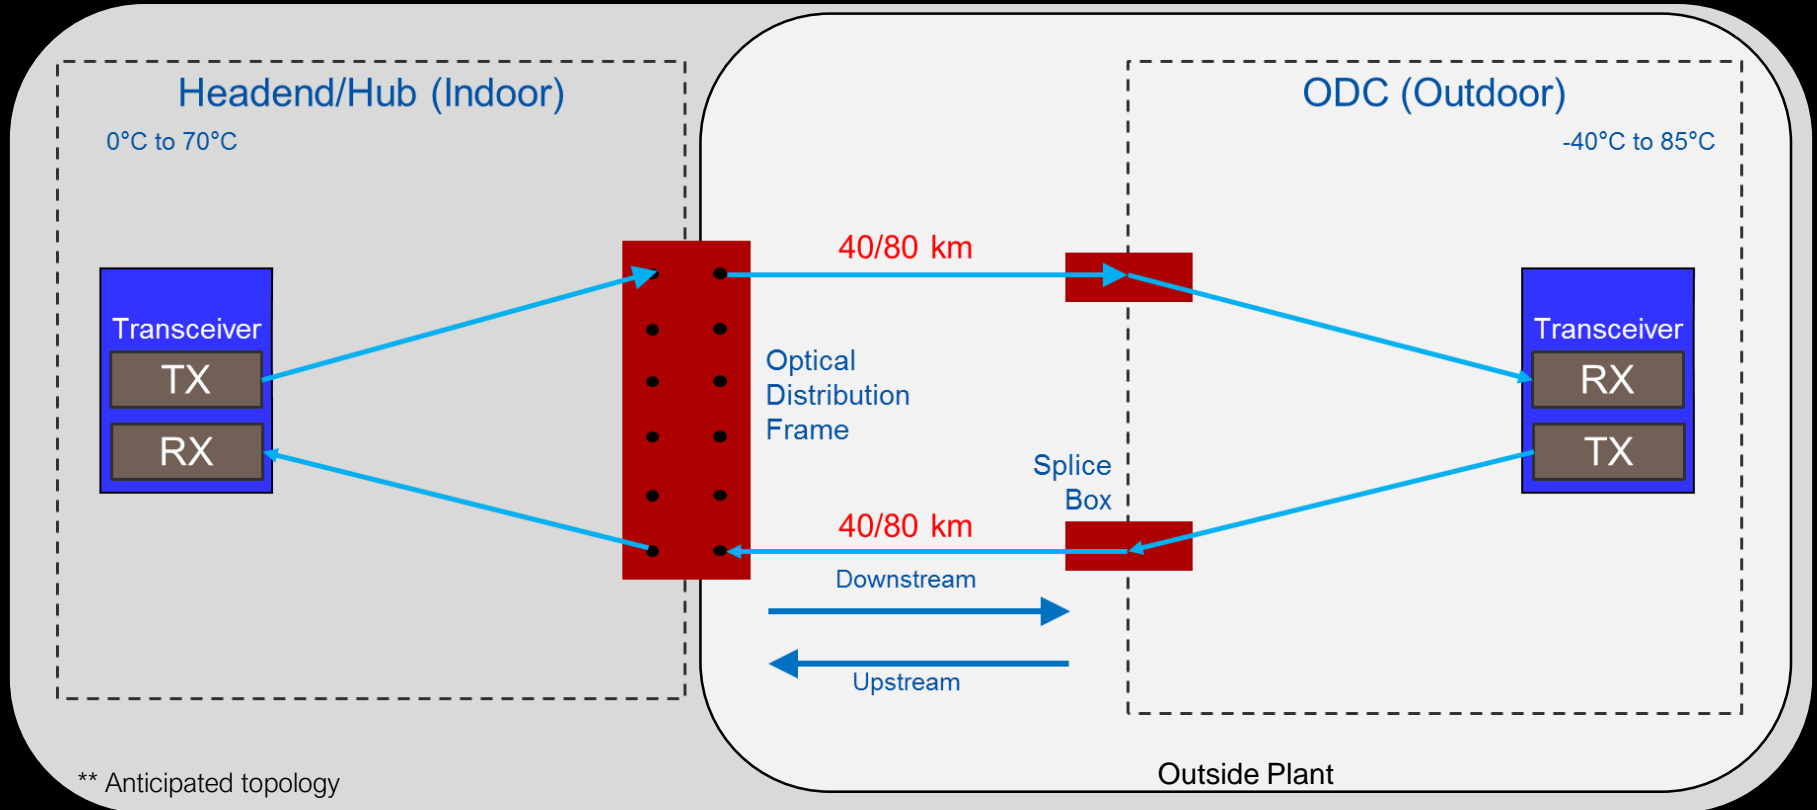 Headend/Hub (Indoor)
0°C to 70°C
ODC (Outdoor)
-40°C to 85°C
40/80 km
Transceiver
TX
RX
Optical
Distribution
Frame
Transceiver
RX
TX
Splice
Box
40/80 km
Downstream
Upstream
Outside Plant
** Anticipated topology